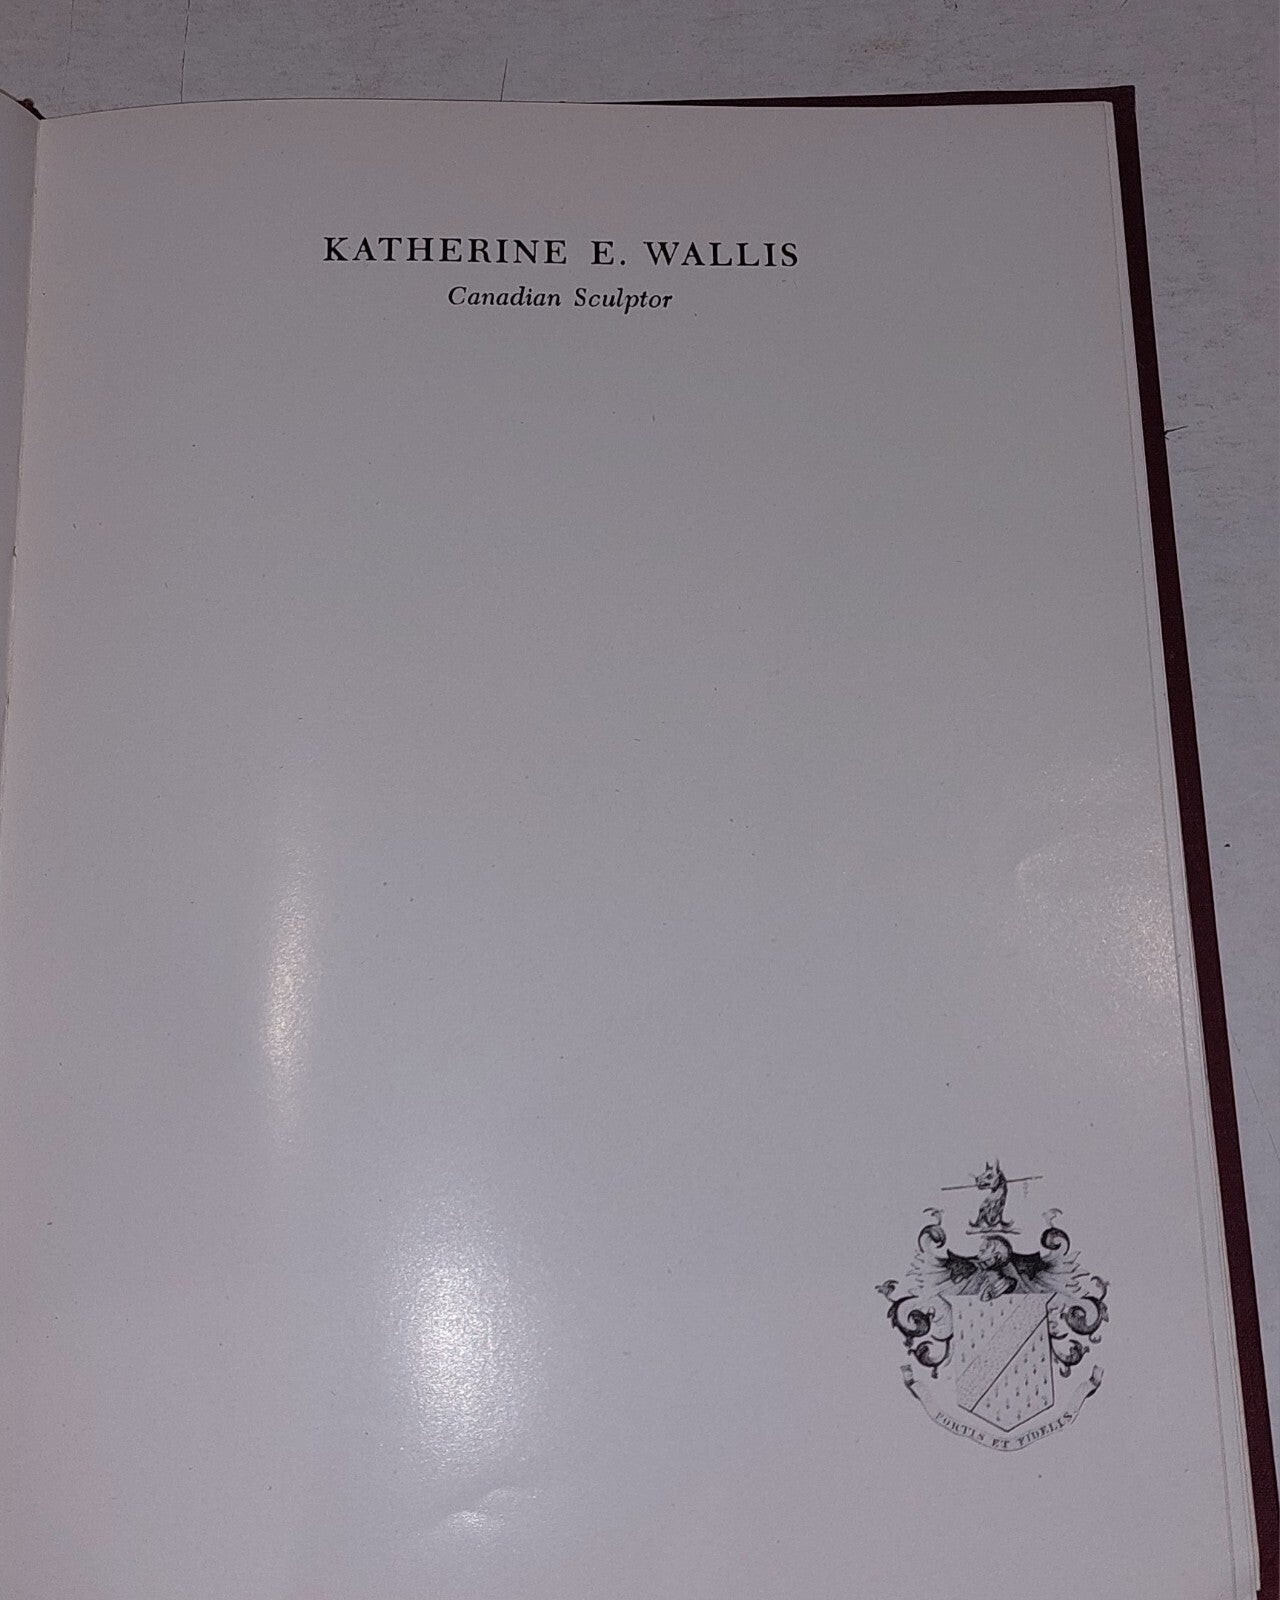 KATHERINE E. WALLIS
Canadian Sculptor
FORTIS ET FIDELIS